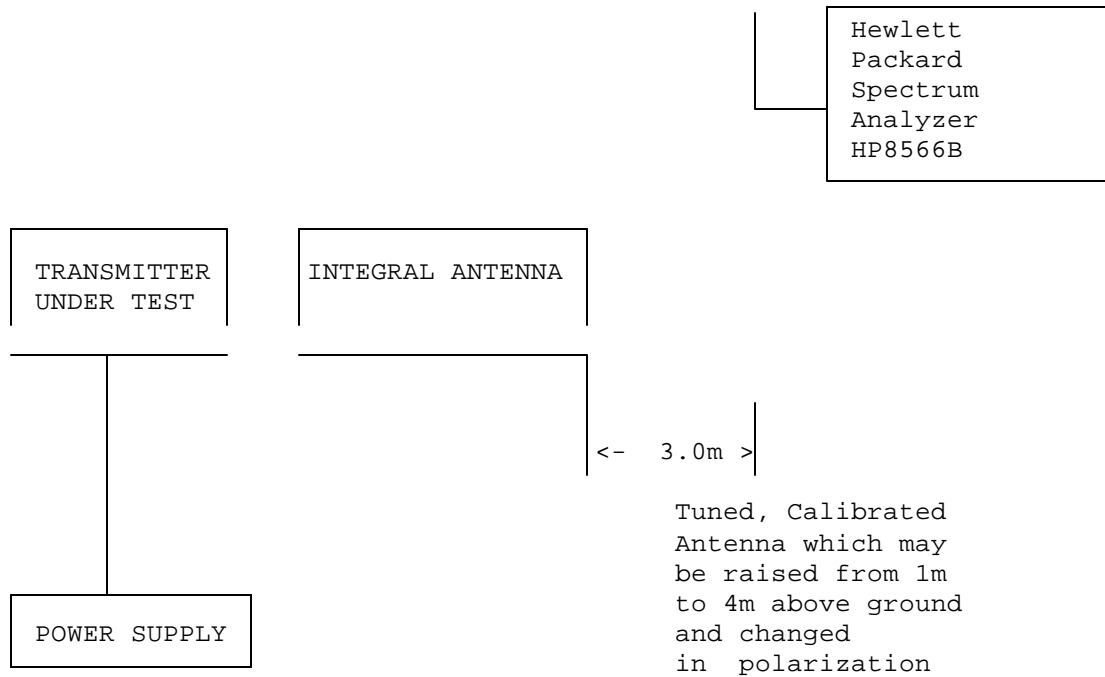 Hewlett
Packard
Spectrum
Analyzer
HP8566B
TRANSMITTER
UNDER TEST
INTEGRAL ANTENNA
<- 3.0m >
Tuned, Calibrated
Antenna which may
be raised from 1m
to 4m above ground
and changed
in polarization
POWER SUPPLY